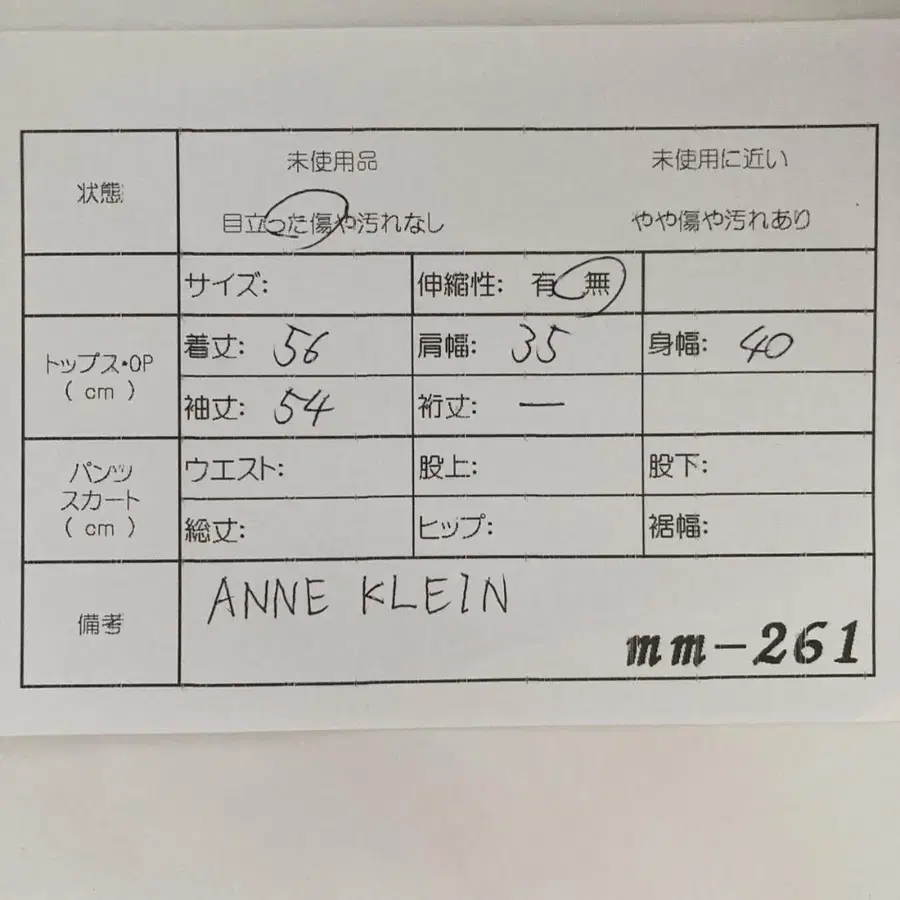 状態
未使用品 未使用に近い
目立った傷や汚れなし やや傷や汚れあり
サイズ: 伸縮性: 有 無
トップス・OP
( cm )
着丈: 56 肩幅: 35 身幅: 40
袖丈: 54 裄丈: ー
パンツ
スカート
( cm )
ウエスト: 股上: 股下:
総丈: ヒップ: 裾幅:
備考
ANNE KLEIN
mm-261